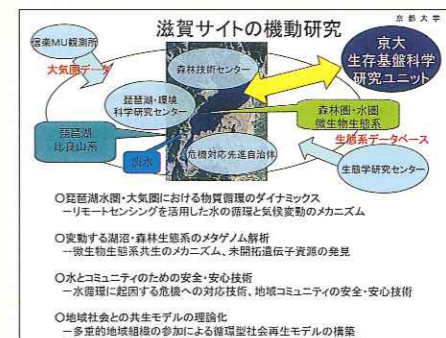 京都大学
滋賀サイトの機動研究
信楽MU観測所
大気圏データ
森林技術センター
京大
生存基盤科学
研究ユニット
琵琶湖・環境
科学研究センター
森林圏・水圏
微生物生態系
琵琶湖
比良山系
淡水
危機対応先進自治体
生態系データベース
生態学研究センター
○琵琶湖水圏・大気圏における物質循環のダイナミックス
－リモートセンシングを活用した水の循環と気候変動のメカニズム
○変動する湖沼・森林生態系のメタゲノム解析
－微生物生態系共生のメカニズム、未開拓遺伝子資源の発見
○水とコミュニティのための安全・安心技術
－水循環に起因する危機への対応技術、地域コミュニティの安全・安心技術
○地域社会との共生モデルの理論化
－多重的地域組織の参加による循環型社会再生モデルの構築